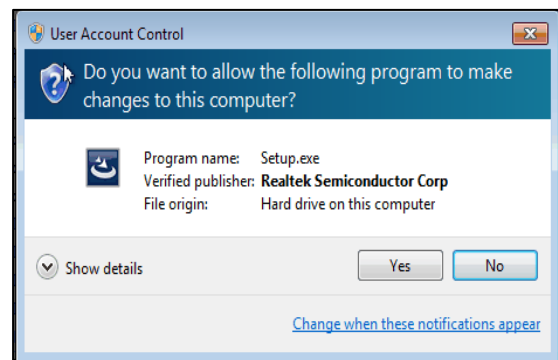 User Account Control
Do you want to allow the following program to make
changes to this computer?
Program name: Setup.exe
Verified publisher: Realtek Semiconductor Corp
File origin: Hard drive on this computer
Show details
Yes No
Change when these notifications appear